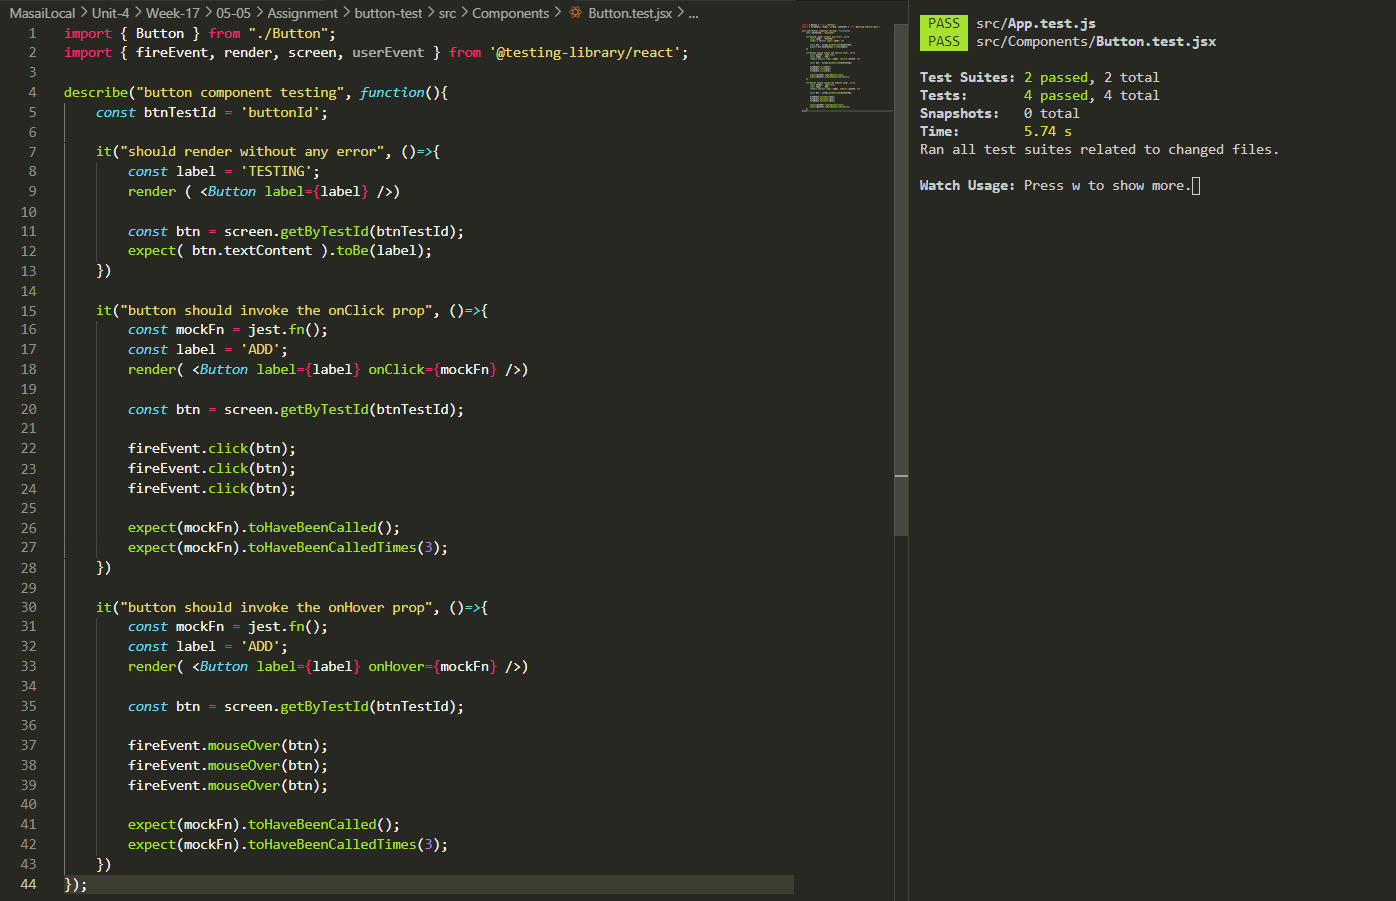 MasaiLocal > Unit-4 > Week-17 > 05-05 > Assignment > button-test > src > Components > Button.test.jsx > ...
1 import { Button } from "./Button";
2 import { fireEvent, render, screen, userEvent } from '@testing-library/react';
3
4 describe("button component testing", function(){
5 const btnTestId = 'buttonId';
6
7 it("should render without any error", ()=>{
8 const label = 'TESTING';
9 render ( <Button label={label} />)
10
11 const btn = screen.getByTestId(btnTestId);
12 expect( btn.textContent ).toBe(label);
13 })
14
15 it("button should invoke the onClick prop", ()=>{
16 const mockFn = jest.fn();
17 const label = 'ADD';
18 render( <Button label={label} onClick={mockFn} />)
19
20 const btn = screen.getByTestId(btnTestId);
21
22 fireEvent.click(btn);
23 fireEvent.click(btn);
24 fireEvent.click(btn);
25
26 expect(mockFn).toHaveBeenCalled();
27 expect(mockFn).toHaveBeenCalledTimes(3);
28 })
29
30 it("button should invoke the onHover prop", ()=>{
31 const mockFn = jest.fn();
32 const label = 'ADD';
33 render( <Button label={label} onHover={mockFn} />)
34
35 const btn = screen.getByTestId(btnTestId);
36
37 fireEvent.mouseOver(btn);
38 fireEvent.mouseOver(btn);
39 fireEvent.mouseOver(btn);
40
41 expect(mockFn).toHaveBeenCalled();
42 expect(mockFn).toHaveBeenCalledTimes(3);
43 })
44 });
PASS src/App.test.js
PASS src/Components/Button.test.jsx
Test Suites: 2 passed, 2 total
Tests: 4 passed, 4 total
Snapshots: 0 total
Time: 5.74 s
Ran all test suites related to changed files.
Watch Usage: Press w to show more.